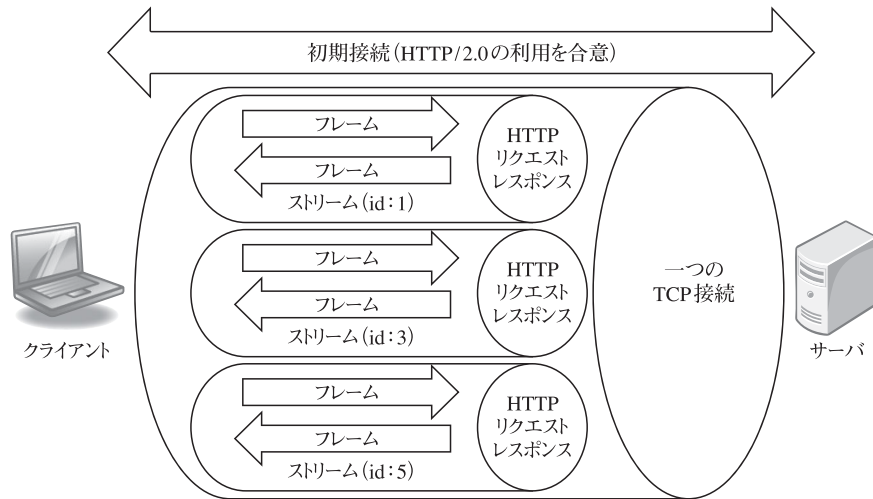 初期接続(HTTP/2.0の利用を合意)
フレーム
フレーム
ストリーム(id:1)
HTTP
リクエスト
レスポンス
フレーム
フレーム
ストリーム(id:3)
HTTP
リクエスト
レスポンス
フレーム
フレーム
ストリーム(id:5)
HTTP
リクエスト
レスポンス
一つの
TCP接続
クライアント
サーバ